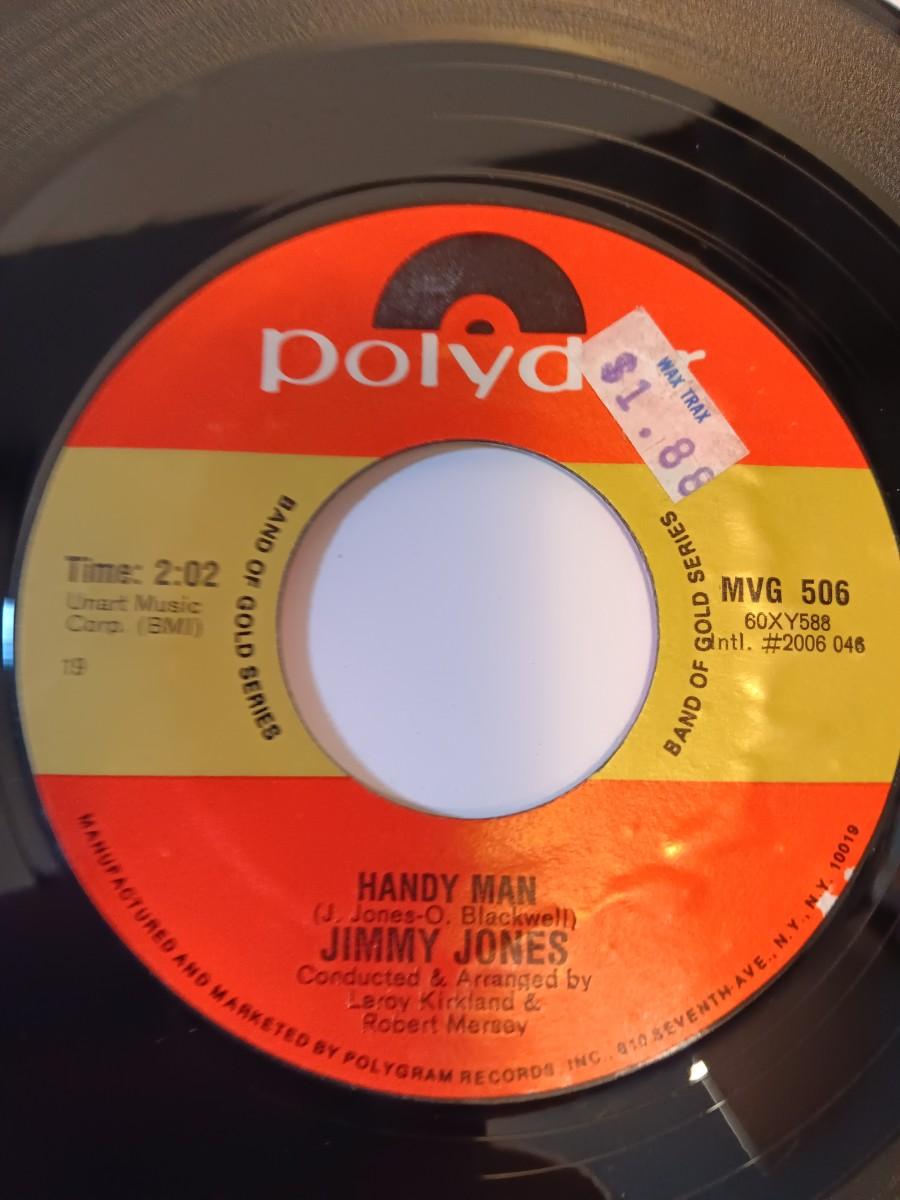 polyd r
WAX TRAX
$1.88
BAND OF GOLD SERIES
BAND OF GOLD SERIES
Time: 2:02
Unart Music
Corp. (BMI)
19
MVG 506
60XY588
Intl. #2006 046
HANDY MAN
(J. Jones-O. Blackwell)
JIMMY JONES
Conducted & Arranged by
Leroy Kirkland &
Robert Mersey
MANUFACTURED AND MARKETED BY POLYGRAM RECORDS, INC., 810 SEVENTH AVE., N.Y., N.Y. 10019